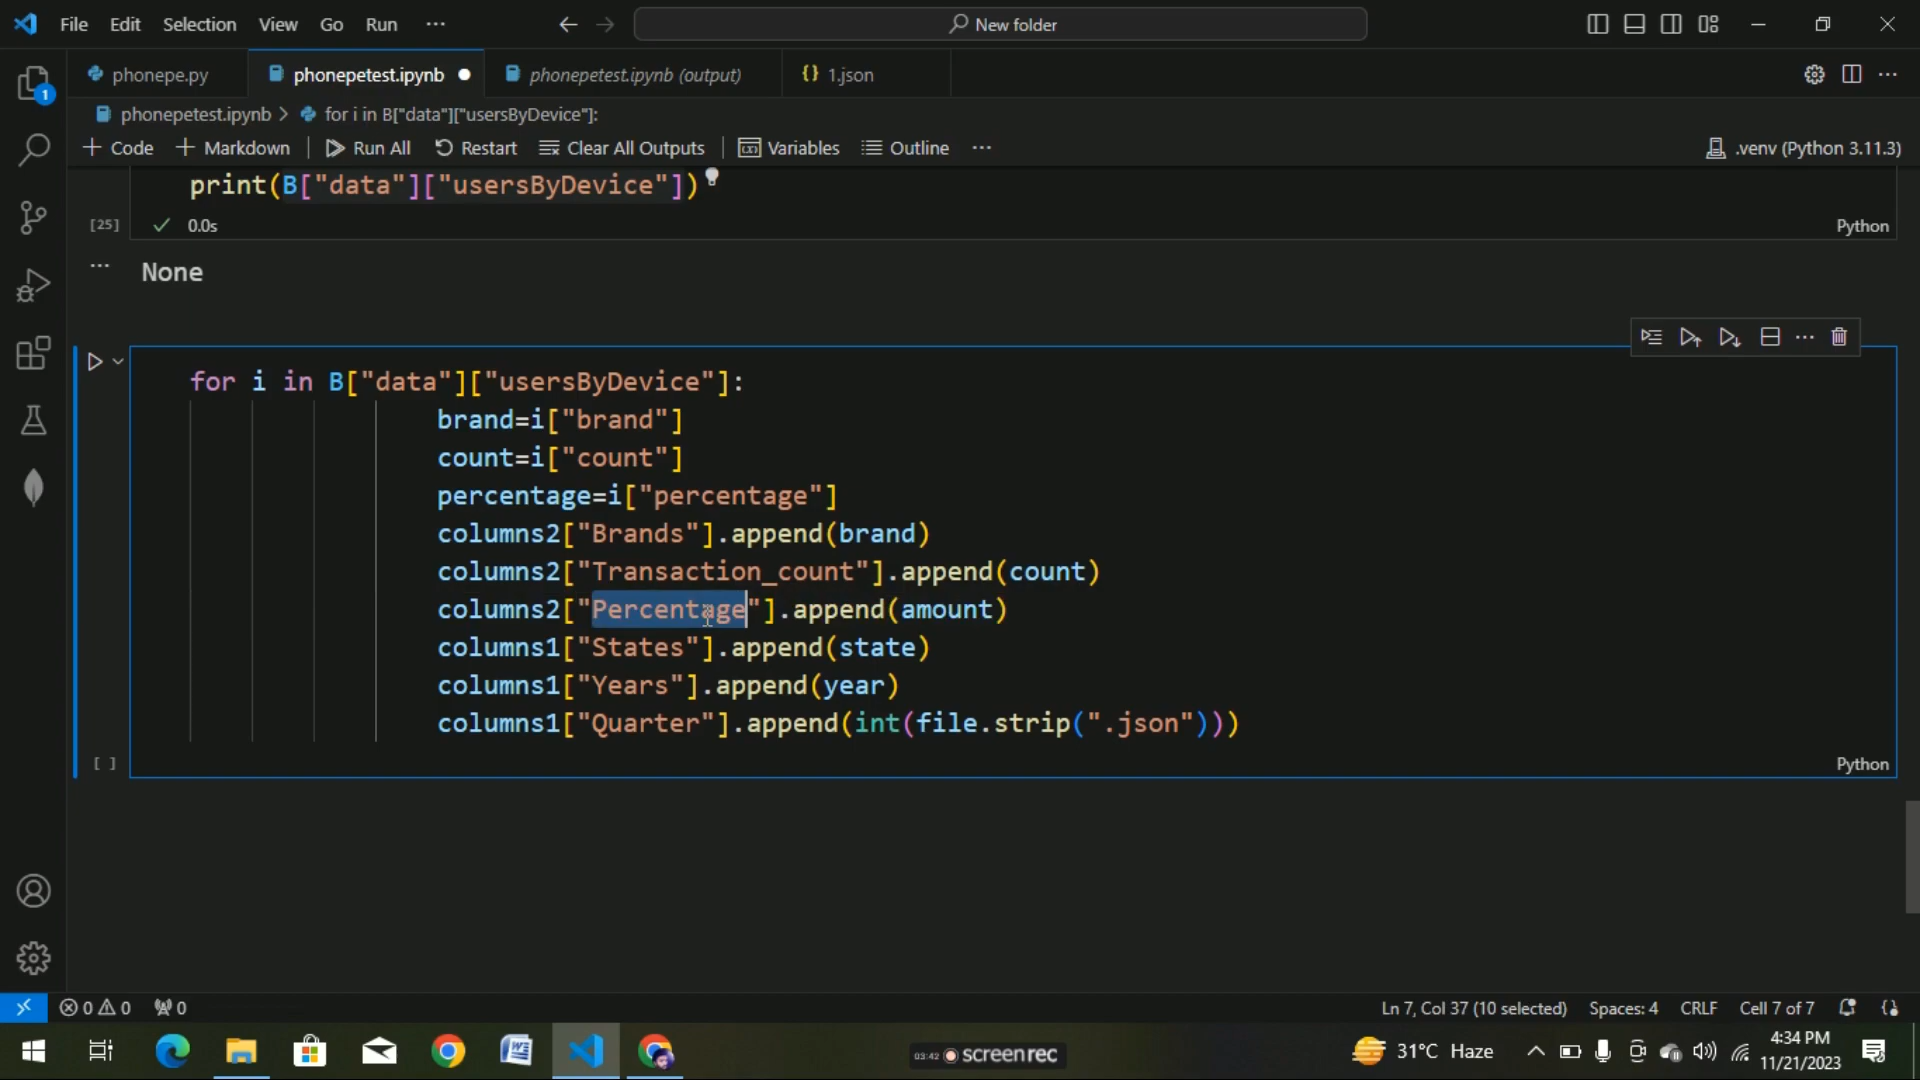 File Edit Selection View Go Run ... New folder
phonepe.py phonepetest.ipynb phonepetest.ipynb (output) 1.json
phonepetest.ipynb > for i in B["data"]["usersByDevice"]:
+ Code + Markdown Run All Restart Clear All Outputs Variables Outline ... .venv (Python 3.11.3)
1
print(B["data"]["usersByDevice"])
[25] 0.0s Python
... None
for i in B["data"]["usersByDevice"]:
brand=i["brand"]
count=i["count"]
percentage=i["percentage"]
columns2["Brands"].append(brand)
columns2["Transaction_count"].append(count)
columns2["Percentage"].append(amount)
columns1["States"].append(state)
columns1["Years"].append(year)
columns1["Quarter"].append(int(file.strip(".json")))
[ ] Python
0 0 0 Ln 7, Col 37 (10 selected) Spaces: 4 CRLF Cell 7 of 7
03:42 screenrec 31°C Haze 4:34 PM
11/21/2023